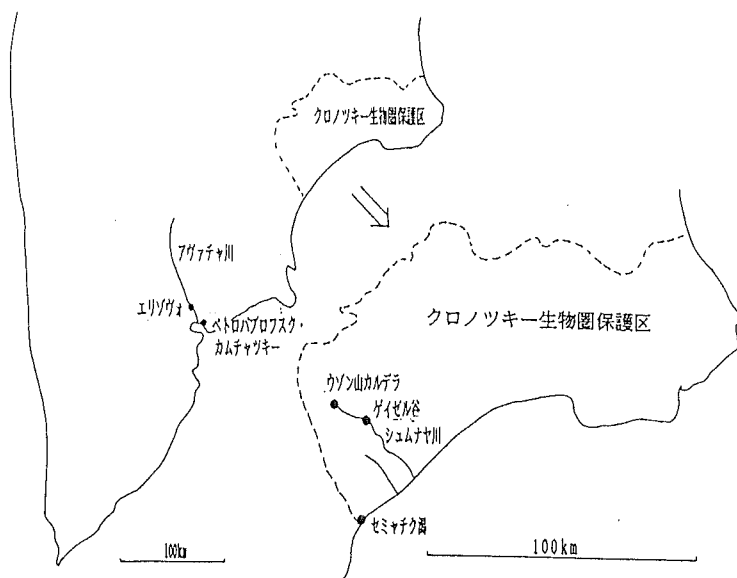 クロノツキー生物圏保護区
アヴァチャ川
エリゾヴォ
ペトロパブロフスク・
カムチャツキー
クロノツキー生物圏保護区
ウゾン山カルデラ
ゲイゼル谷
シュムナヤ川
セミャチク潟
100km
100km